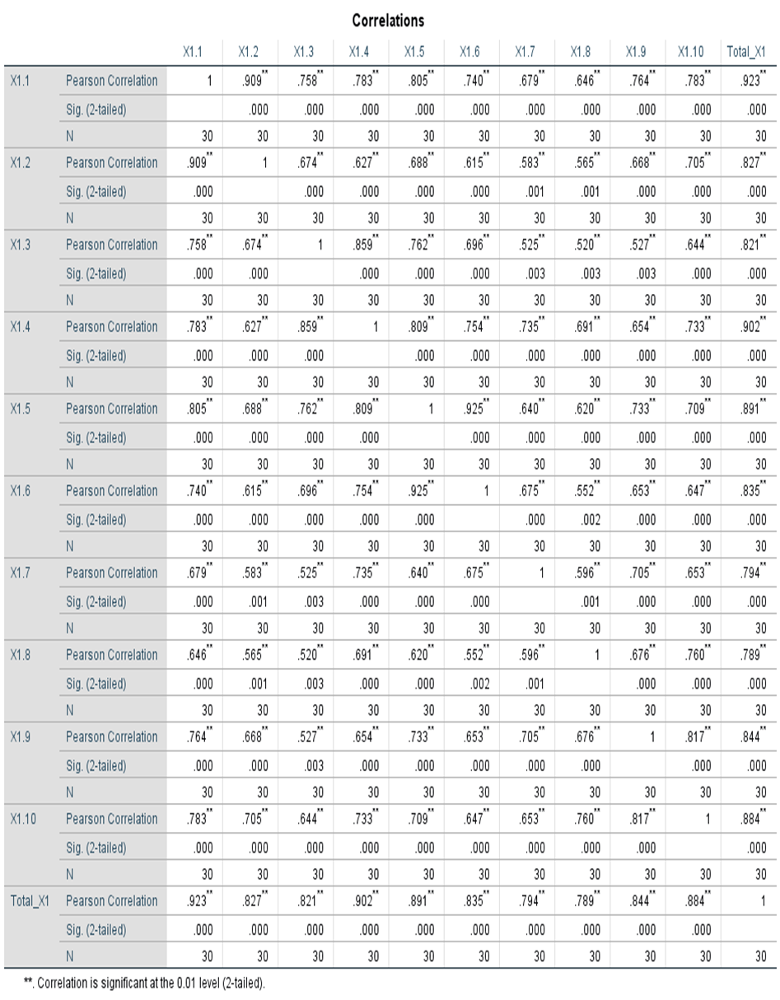 Correlations
X1.1 X1.2 X1.3 X1.4 X1.5 X1.6 X1.7 X1.8 X1.9 X1.10 Total_X1
X1.1 Pearson Correlation 1 .909** .758** .783** .805** .740** .679** .646** .764** .783** .923**
Sig. (2-tailed) .000 .000 .000 .000 .000 .000 .000 .000 .000 .000
N 30 30 30 30 30 30 30 30 30 30 30
X1.2 Pearson Correlation .909** 1 .674** .627** .688** .615** .583** .565** .668** .705** .827**
Sig. (2-tailed) .000 .000 .000 .000 .000 .001 .001 .000 .000 .000
N 30 30 30 30 30 30 30 30 30 30 30
X1.3 Pearson Correlation .758** .674** 1 .859** .762** .696** .525** .520** .527** .644** .821**
Sig. (2-tailed) .000 .000 .000 .000 .000 .003 .003 .003 .000 .000
N 30 30 30 30 30 30 30 30 30 30 30
X1.4 Pearson Correlation .783** .627** .859** 1 .809** .754** .735** .691** .654** .733** .902**
Sig. (2-tailed) .000 .000 .000 .000 .000 .000 .000 .000 .000 .000
N 30 30 30 30 30 30 30 30 30 30 30
X1.5 Pearson Correlation .805** .688** .762** .809** 1 .925** .640** .620** .733** .709** .891**
Sig. (2-tailed) .000 .000 .000 .000 .000 .000 .000 .000 .000 .000
N 30 30 30 30 30 30 30 30 30 30 30
X1.6 Pearson Correlation .740** .615** .696** .754** .925** 1 .675** .552** .653** .647** .835**
Sig. (2-tailed) .000 .000 .000 .000 .000 .000 .002 .000 .000 .000
N 30 30 30 30 30 30 30 30 30 30 30
X1.7 Pearson Correlation .679** .583** .525** .735** .640** .675** 1 .596** .705** .653** .794**
Sig. (2-tailed) .000 .001 .003 .000 .000 .000 .001 .000 .000 .000
N 30 30 30 30 30 30 30 30 30 30 30
X1.8 Pearson Correlation .646** .565** .520** .691** .620** .552** .596** 1 .676** .760** .789**
Sig. (2-tailed) .000 .001 .003 .000 .000 .002 .001 .000 .000 .000
N 30 30 30 30 30 30 30 30 30 30 30
X1.9 Pearson Correlation .764** .668** .527** .654** .733** .653** .705** .676** 1 .817** .844**
Sig. (2-tailed) .000 .000 .003 .000 .000 .000 .000 .000 .000 .000
N 30 30 30 30 30 30 30 30 30 30 30
X1.10 Pearson Correlation .783** .705** .644** .733** .709** .647** .653** .760** .817** 1 .884**
Sig. (2-tailed) .000 .000 .000 .000 .000 .000 .000 .000 .000 .000
N 30 30 30 30 30 30 30 30 30 30 30
Total_X1 Pearson Correlation .923** .827** .821** .902** .891** .835** .794** .789** .844** .884** 1
Sig. (2-tailed) .000 .000 .000 .000 .000 .000 .000 .000 .000 .000
N 30 30 30 30 30 30 30 30 30 30 30
**. Correlation is significant at the 0.01 level (2-tailed).